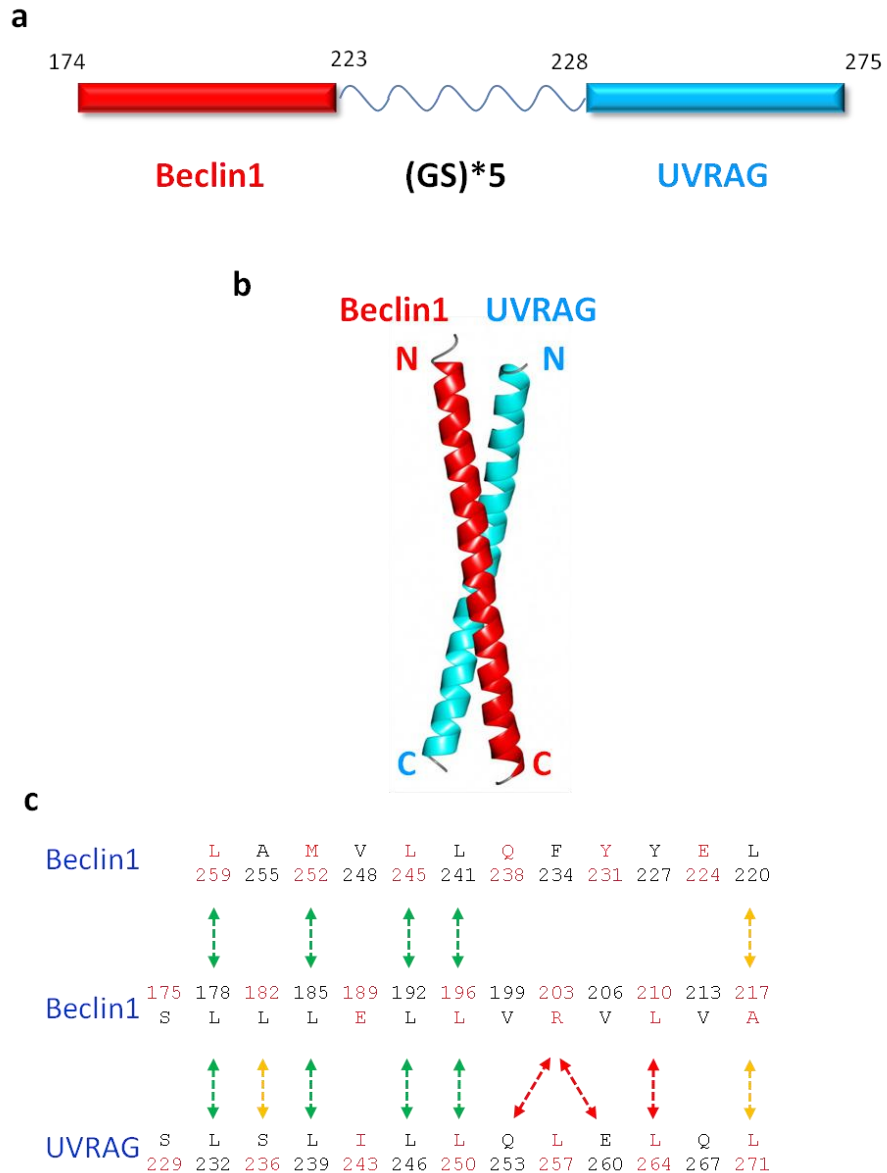 a
174 223 228 275
Beclin1 (GS)*5 UVRAG
b
Beclin1 UVRAG
N N
C C
c
Beclin1 L A M V L L Q F Y Y E L
259 255 252 248 245 241 238 234 231 227 224 220
175 178 182 185 189 192 196 199 203 206 210 213 217
Beclin1 S L L L E L L V R V L V A
UVRAG S L S L I L L Q L E L Q L
229 232 236 239 243 246 250 253 257 260 264 267 271